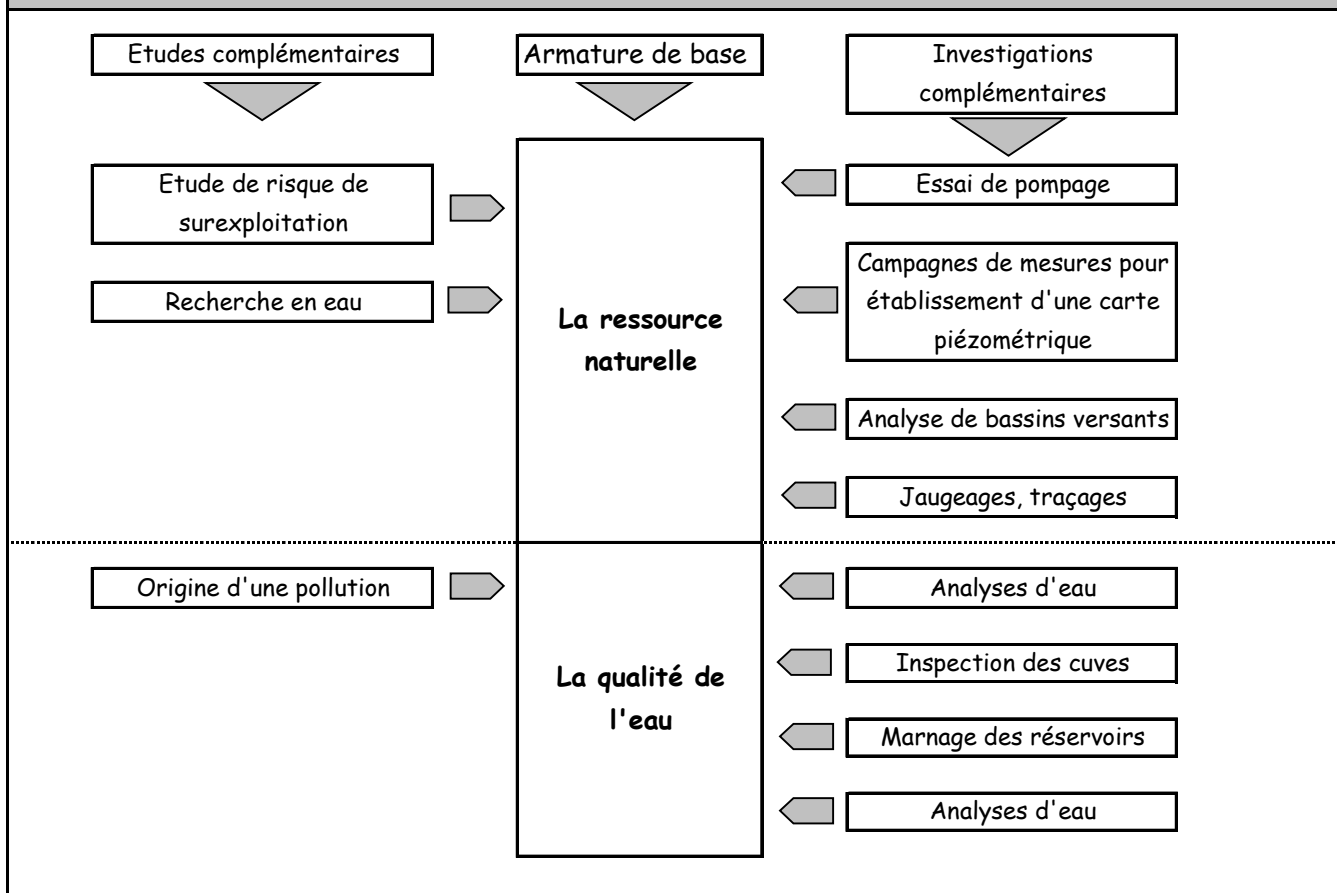 Etudes complémentaires
Armature de base
Investigations
complémentaires
Etude de risque de
surexploitation
Recherche en eau
La ressource
naturelle
Essai de pompage
Campagnes de mesures pour
établissement d'une carte
piézométrique
Analyse de bassins versants
Jaugeages, traçages
Origine d'une pollution
La qualité de
l'eau
Analyses d'eau
Inspection des cuves
Marnage des réservoirs
Analyses d'eau